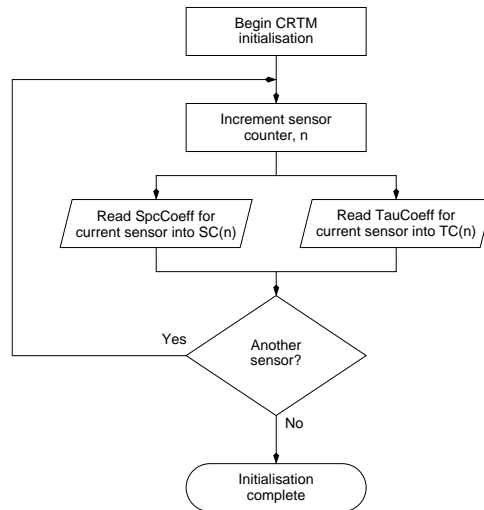 Begin CRTM
initialisation
Increment sensor
counter, n
Read SpcCoeff for
current sensor into SC(n)
Read TauCoeff for
current sensor into TC(n)
Yes
Another
sensor?
No
Initialisation
complete